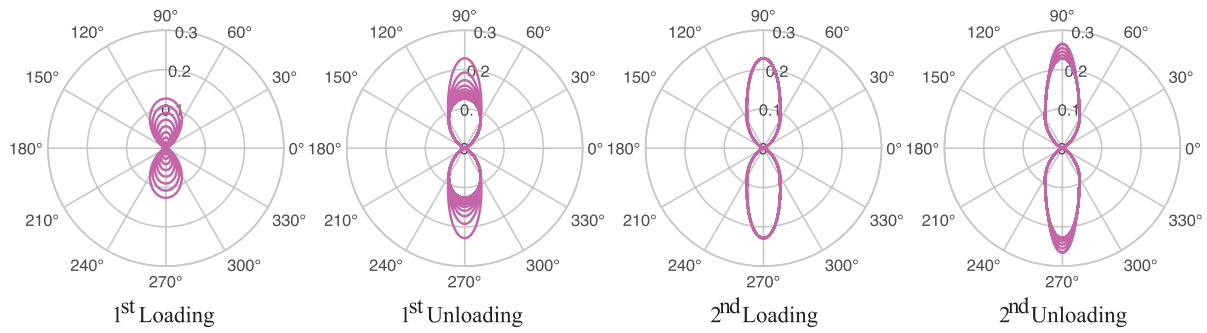 90° 90° 90° 90°
120° 0.3 60° 120° 0.3 60° 120° 0.3 60° 120° 0.3 60°
150° 0.2 30° 150° 0.2 30° 150° 0.2 30° 150° 0.2 30°
0.1 0.1
180° 0° 180° 0 0° 180° 0 0° 180° 0 0°
210° 330° 210° 330° 210° 330° 210° 330°
240° 300° 240° 300° 240° 300° 240° 300°
270° 270° 270° 270°
1st Loading 1st Unloading 2nd Loading 2nd Unloading